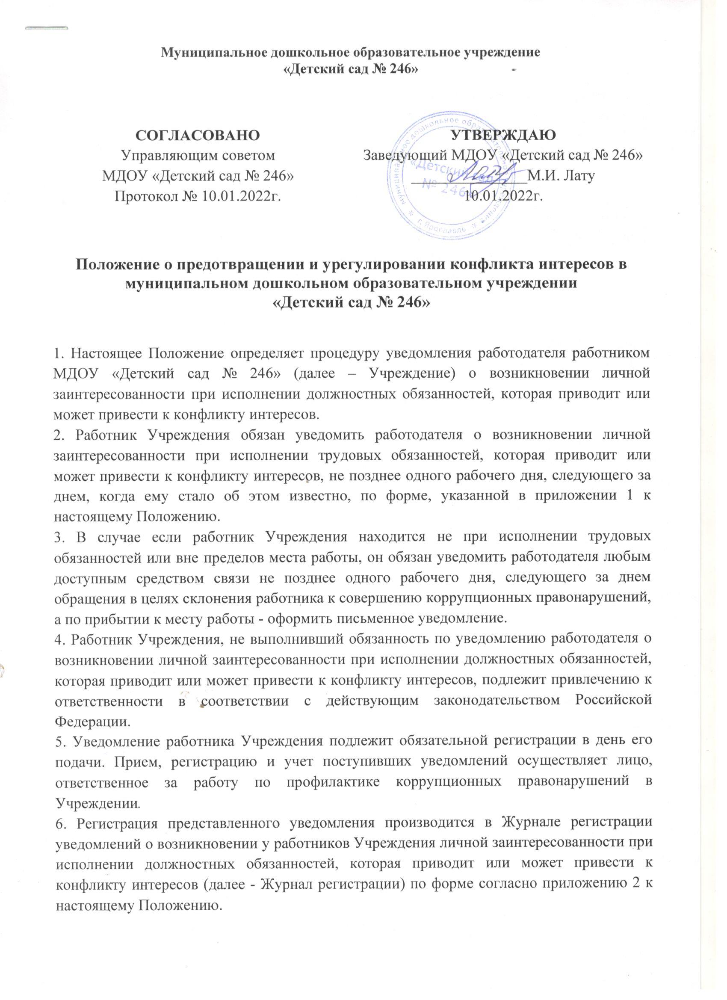 Муниципальное дошкольное образовательное учреждение
«Детский сад № 246»
СОГЛАСОВАНО
Управляющим советом
МДОУ «Детский сад № 246»
Протокол № 10.01.2022г.
УТВЕРЖДАЮ
Заведующий МДОУ «Детский сад № 246»
М.И. Лату
10.01.2022г.
муниципальное дошкольное образовательное учреждение
«Детский сад
№ 246»
г. Ярославль
Положение о предотвращении и урегулировании конфликта интересов в
муниципальном дошкольном образовательном учреждении
«Детский сад № 246»
1. Настоящее Положение определяет процедуру уведомления работодателя работником
МДОУ «Детский сад № 246» (далее – Учреждение) о возникновении личной
заинтересованности при исполнении должностных обязанностей, которая приводит или
может привести к конфликту интересов.
2. Работник Учреждения обязан уведомить работодателя о возникновении личной
заинтересованности при исполнении трудовых обязанностей, которая приводит или
может привести к конфликту интересов, не позднее одного рабочего дня, следующего за
днем, когда ему стало об этом известно, по форме, указанной в приложении 1 к
настоящему Положению.
3. В случае если работник Учреждения находится не при исполнении трудовых
обязанностей или вне пределов места работы, он обязан уведомить работодателя любым
доступным средством связи не позднее одного рабочего дня, следующего за днем
обращения в целях склонения работника к совершению коррупционных правонарушений,
а по прибытии к месту работы - оформить письменное уведомление.
4. Работник Учреждения, не выполнивший обязанность по уведомлению работодателя о
возникновении личной заинтересованности при исполнении должностных обязанностей,
которая приводит или может привести к конфликту интересов, подлежит привлечению к
ответственности в соответствии с действующим законодательством Российской
Федерации.
5. Уведомление работника Учреждения подлежит обязательной регистрации в день его
подачи. Прием, регистрацию и учет поступивших уведомлений осуществляет лицо,
ответственное за работу по профилактике коррупционных правонарушений в
Учреждении.
6. Регистрация представленного уведомления производится в Журнале регистрации
уведомлений о возникновении у работников Учреждения личной заинтересованности при
исполнении должностных обязанностей, которая приводит или может привести к
конфликту интересов (далее - Журнал регистрации) по форме согласно приложению 2 к
настоящему Положению.